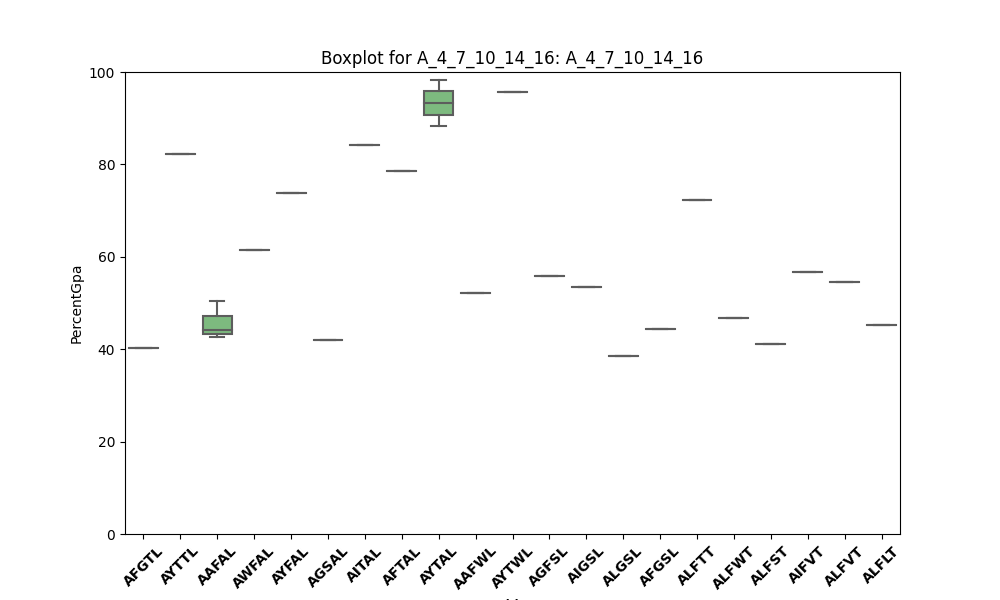 Boxplot for A_4_7_10_14_16: A_4_7_10_14_16
100
80
60
40
20
0
PercentGpa
AFGTL
AYTTL
AAFAL
AWFAL
AYFAL
AGSAL
AITAL
AFTAL
AYTAL
AAFWL
AYTWL
AGFSL
AIGSL
ALGSL
AFGSL
ALFTT
ALFWT
ALFST
AIFVT
ALFVT
ALFLT